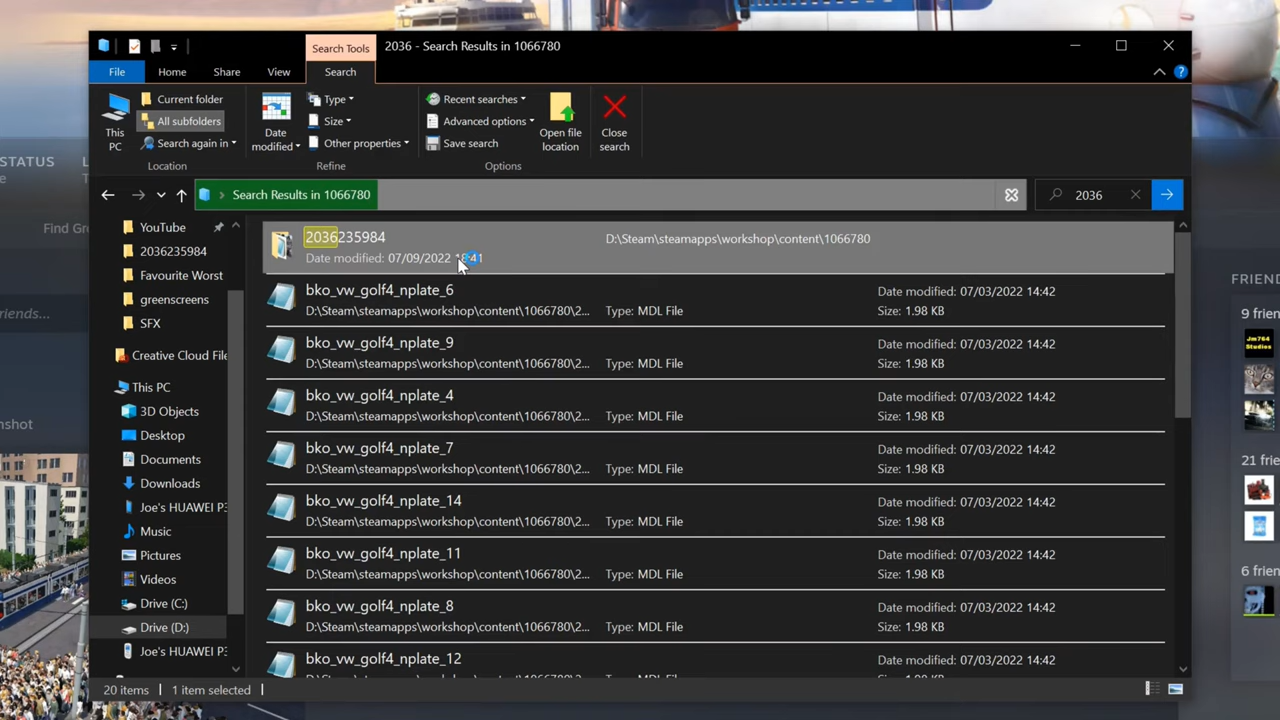 Search Tools
2036 - Search Results in 1066780
File
Home
Share
View
Search
This PC
Current folder
All subfolders
Search again in
Location
Date modified
Type
Size
Other properties
Refine
Recent searches
Advanced options
Save search
Open file location
Options
Close search
Search Results in 1066780
2036
STATUS
Find Gr
nds...
nshot
YouTube
2036235984
Favourite Worst
greenscreens
SFX
Creative Cloud File
This PC
3D Objects
Desktop
Documents
Downloads
Joe's HUAWEI P3
Music
Pictures
Videos
Drive (C:)
Drive (D:)
Joe's HUAWEI P3
2036235984
D:\Steam\steamapps\workshop\content\1066780
Date modified: 07/09/2022 18:41
bko_vw_golf4_nplate_6
Date modified: 07/03/2022 14:42
D:\Steam\steamapps\workshop\content\1066780\2...
Type: MDL File
Size: 1.98 KB
bko_vw_golf4_nplate_9
Date modified: 07/03/2022 14:42
D:\Steam\steamapps\workshop\content\1066780\2...
Type: MDL File
Size: 1.98 KB
bko_vw_golf4_nplate_4
Date modified: 07/03/2022 14:42
D:\Steam\steamapps\workshop\content\1066780\2...
Type: MDL File
Size: 1.98 KB
bko_vw_golf4_nplate_7
Date modified: 07/03/2022 14:42
D:\Steam\steamapps\workshop\content\1066780\2...
Type: MDL File
Size: 1.98 KB
bko_vw_golf4_nplate_14
Date modified: 07/03/2022 14:42
D:\Steam\steamapps\workshop\content\1066780\2...
Type: MDL File
Size: 1.98 KB
bko_vw_golf4_nplate_11
Date modified: 07/03/2022 14:42
D:\Steam\steamapps\workshop\content\1066780\2...
Type: MDL File
Size: 1.98 KB
bko_vw_golf4_nplate_8
Date modified: 07/03/2022 14:42
D:\Steam\steamapps\workshop\content\1066780\2...
Type: MDL File
Size: 1.98 KB
bko_vw_golf4_nplate_12
Date modified: 07/03/2022 14:42
20 items
1 item selected
FRIEN
9 frien
Jm764 Studios
21 frie
6 frien